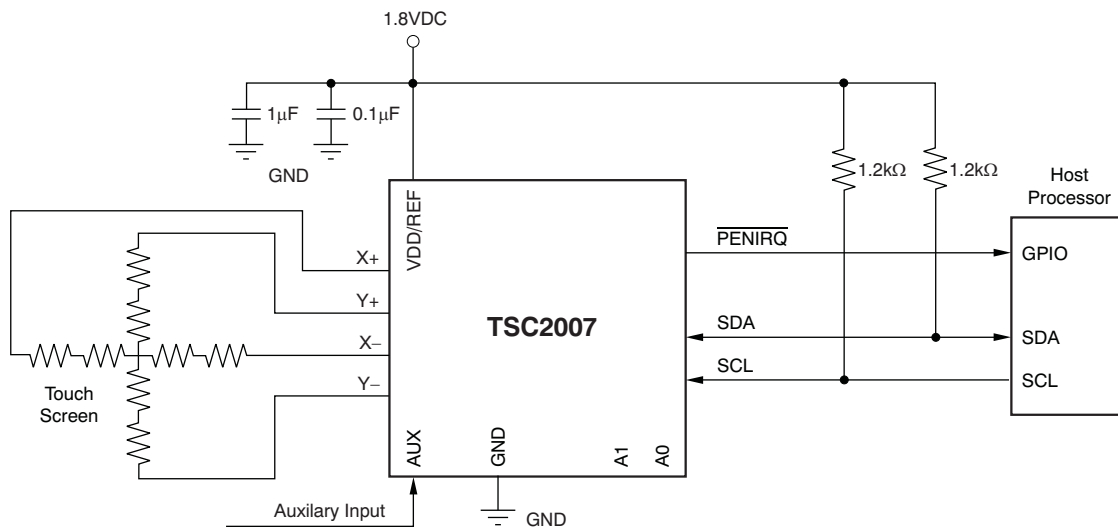 1.8VDC
1μF
0.1μF
GND
1.2kΩ
1.2kΩ
Host
Processor
VDD/REF
PENIRQ
GPIO
X+
Y+
TSC2007
SDA
SDA
X−
SCL
SCL
Y−
Touch
Screen
AUX
GND
A1
A0
Auxilary Input
GND